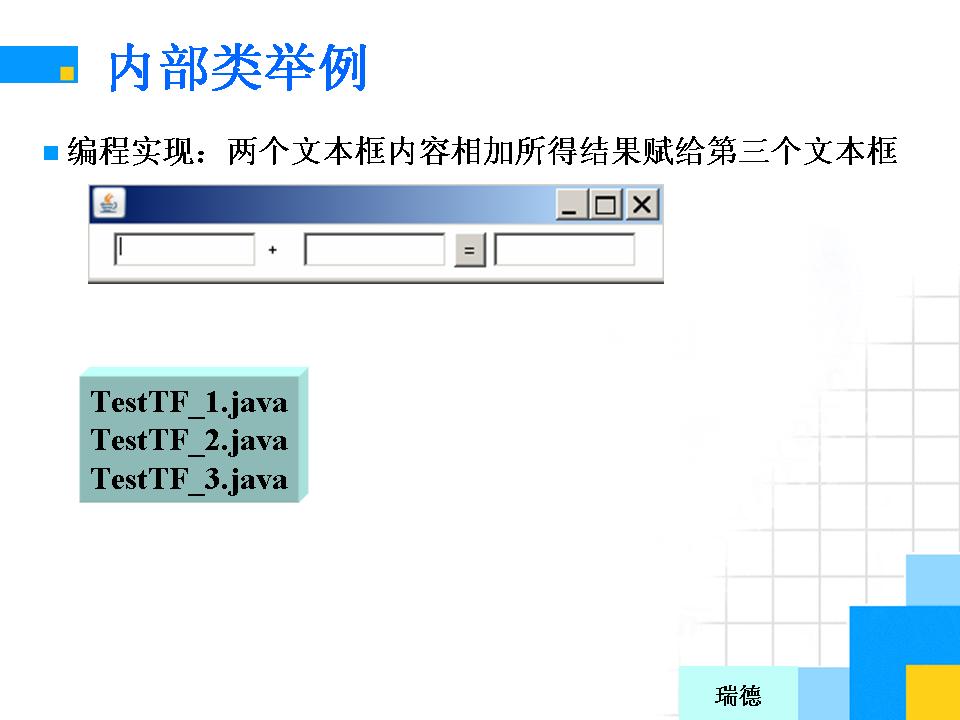 内部类举例
编程实现：两个文本框内容相加所得结果赋给第三个文本框
+ =
TestTF_1.java
TestTF_2.java
TestTF_3.java
瑞德